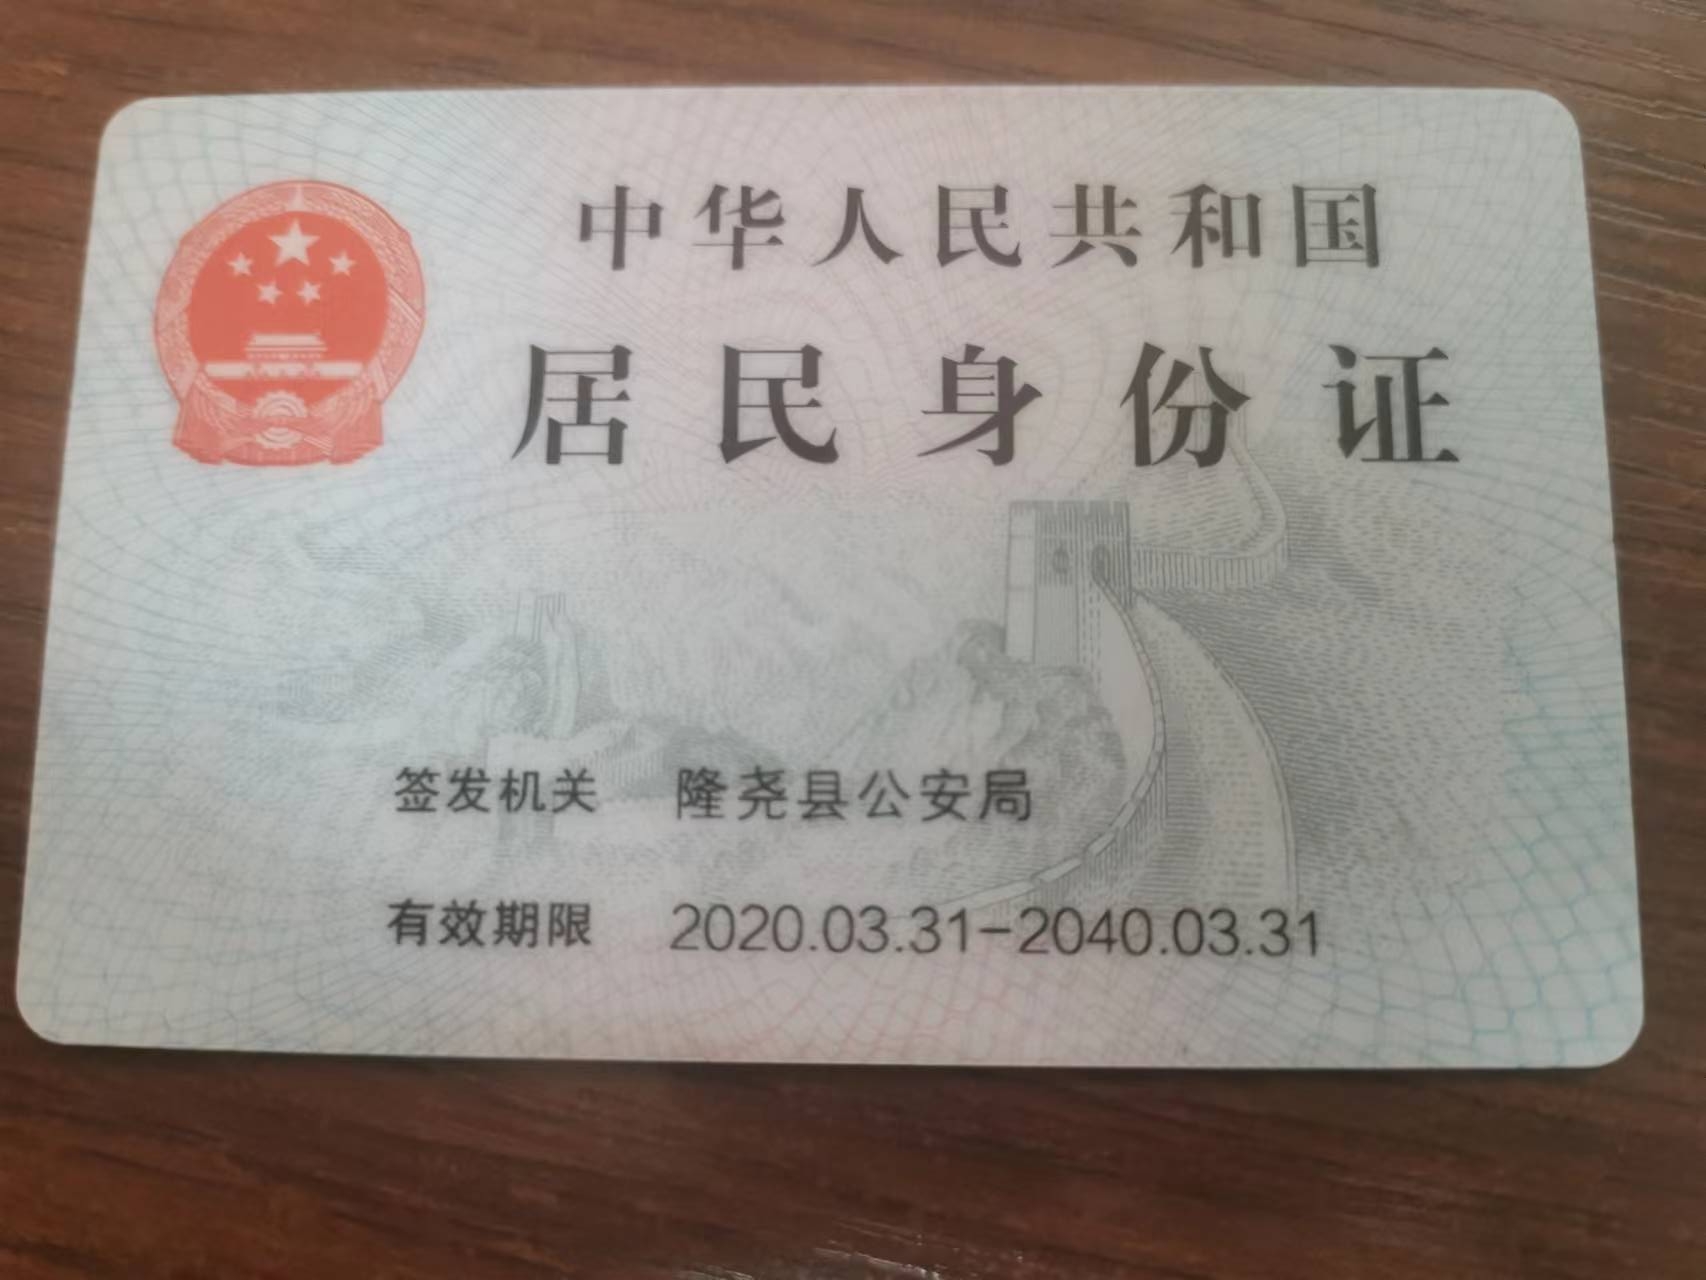 中华人民共和国
居民身份证
签发机关 隆尧县公安局
有效期限 2020.03.31-2040.03.31